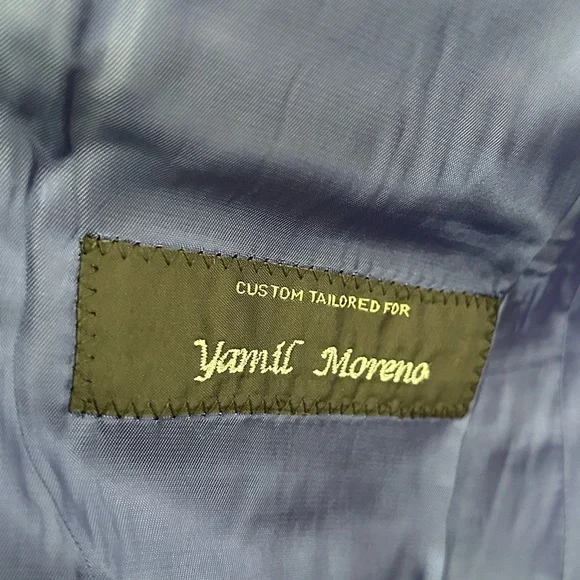 CUSTOM TAILORED FOR
Yamil Moreno